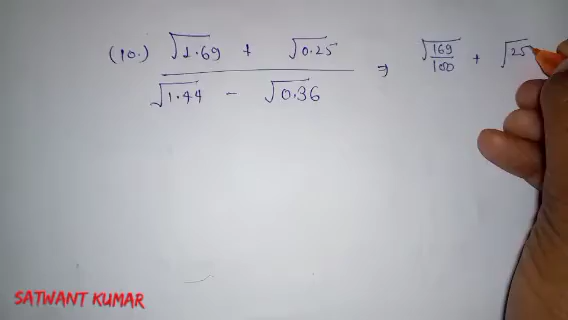 (10.) √1.69 + √0.25 ⇒ √169 + √25
100
√1.44 - √0.36
SATWANT KUMAR